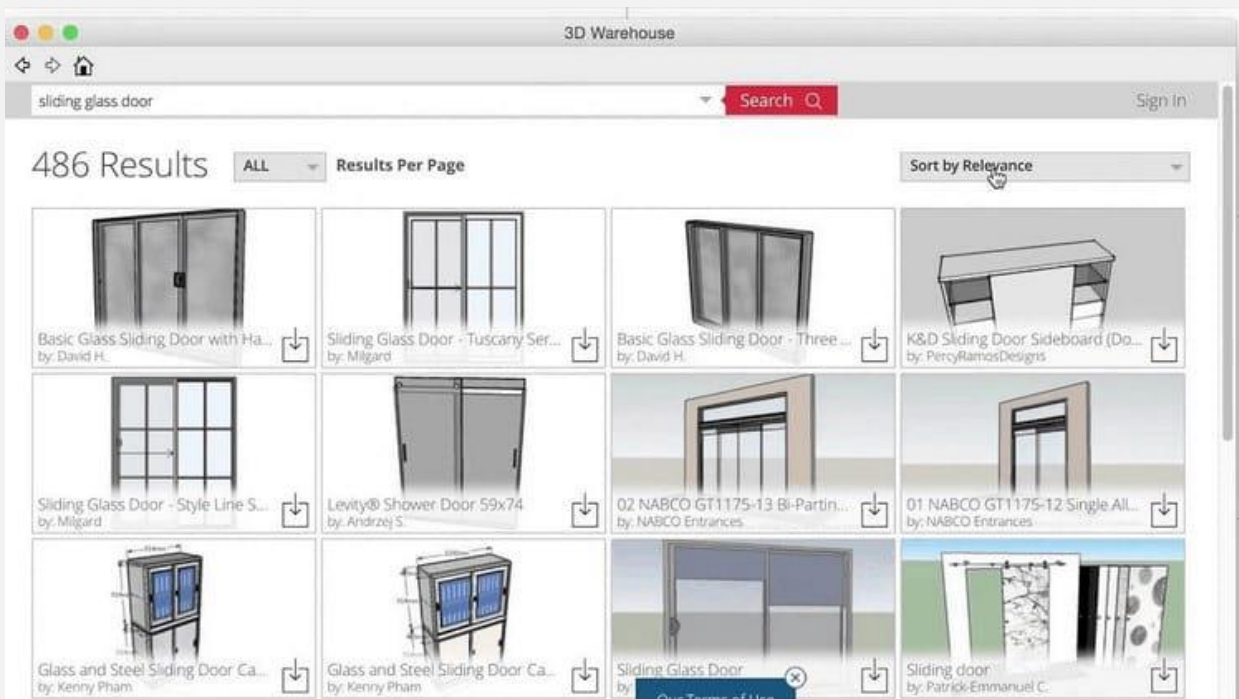 3D Warehouse
sliding glass door
Search
Sign In
486 Results
ALL
Results Per Page
Sort by Relevance
Basic Glass Sliding Door with Ha...
by: David H.
Sliding Glass Door - Tuscany Ser...
by: Milgard
Basic Glass Sliding Door - Three ...
by: David H.
K&D Sliding Door Sideboard (Do...
by: PercyRamosDesigns
Sliding Glass Door - Style Line S...
by: Milgard
Levity® Shower Door 59x74
by: Andrzej S.
02 NABCO GT1175-13 Bi-Partin...
by: NABCO Entrances
01 NABCO GT1175-12 Single All...
by: NABCO Entrances
Glass and Steel Sliding Door Ca...
by: Kenny Pham
Glass and Steel Sliding Door Ca...
by: Kenny Pham
Sliding Glass Door
by
Sliding door
by: Patrick-Emmanuel C.
Our Terms of Use